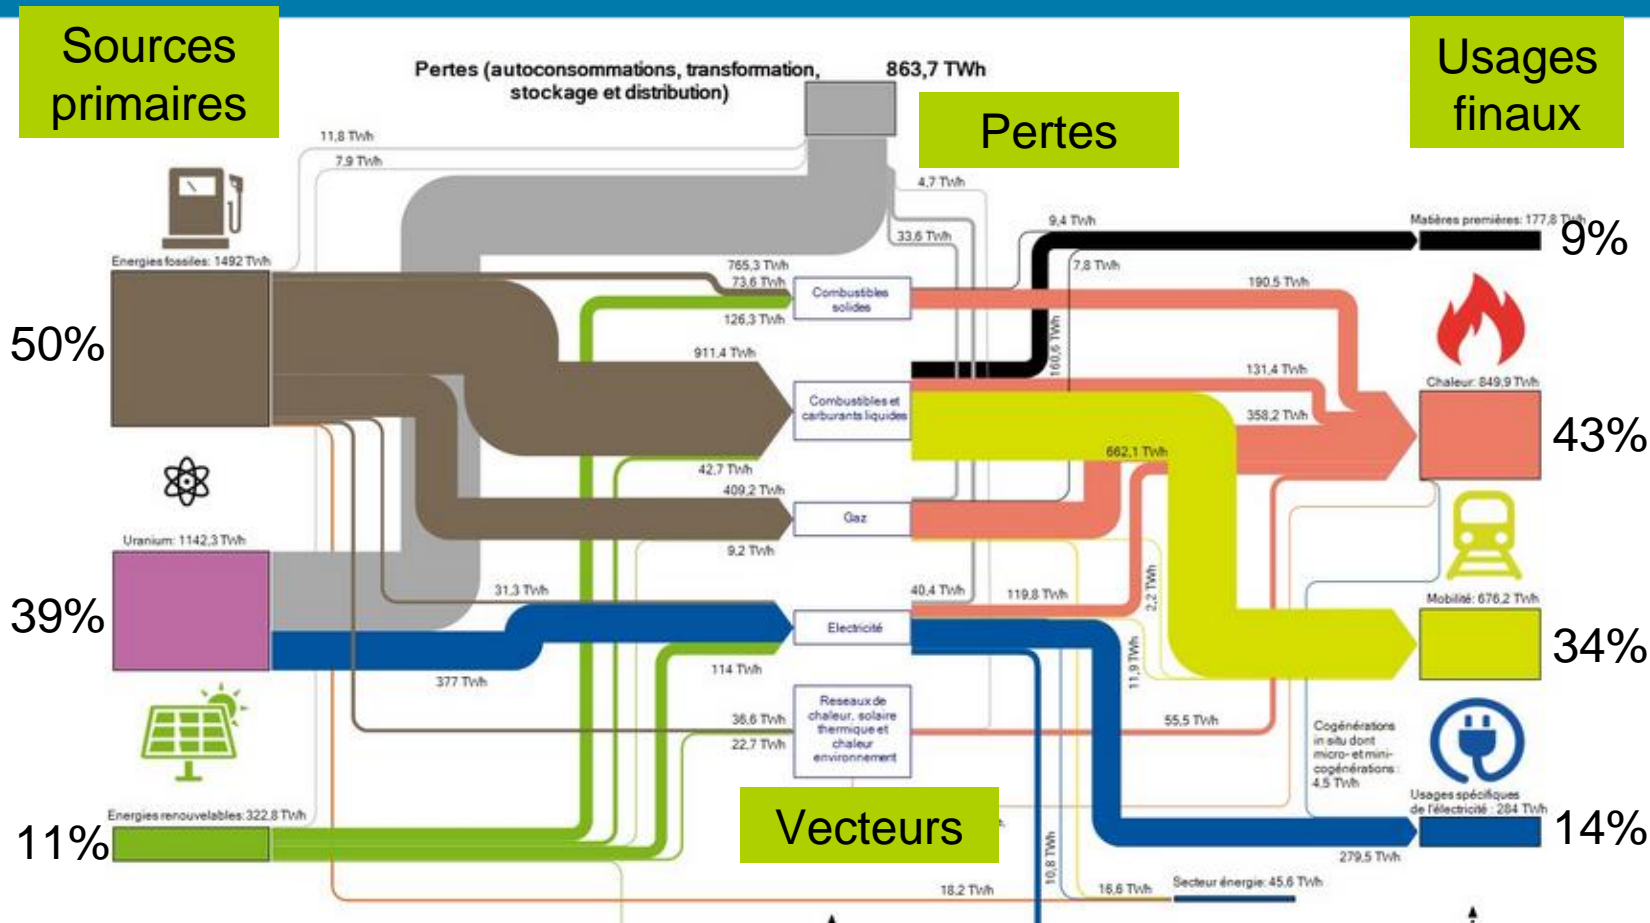 Sources
primaires
Pertes (autoconsommations, transformation,
stockage et distribution)
863,7 TWh
Pertes
Usages
finaux
11,8 TWh
7,9 TWh
4,7 TWh
33,6 TWh
9,4 TWh
7,8 TWh
Matières premières: 177,8 TWh
9%
Energies fossiles: 1492 TWh
50%
765,3 TWh
73,6 TWh
126,3 TWh
Combustibles
solides
190,5 TWh
160,6 TWh
911,4 TWh
Combustibles et
carburants liquides
131,4 TWh
358,2 TWh
Chaleur: 849,9 TWh
43%
662,1 TWh
42,7 TWh
409,2 TWh
Gaz
9,2 TWh
Uranium: 1142,3 TWh
39%
31,3 TWh
377 TWh
Electricité
114 TWh
40,4 TWh
119,8 TWh
2,2 TWh
11,9 TWh
Mobilité: 676,2 TWh
34%
36,6 TWh
22,7 TWh
Reseaux de
chaleur, solaire
thermique et
chaleur
environnement
55,5 TWh
Cogénérations
in situ dont
micro- et mini-
cogénérations :
4,5 TWh
Energies renouvelables: 322,8 TWh
11%
Vecteurs
Usages spécifiques
de l'électricité : 284 TWh
14%
279,5 TWh
10,8 TWh
18,2 TWh
16,6 TWh
Secteur énergie: 45,6 TWh